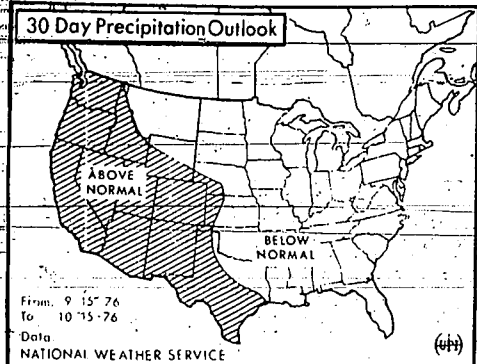 30 Day Precipitation Outlook
ABOVE
NORMAL
BELOW
NORMAL
From: 9-15-76
To 10-15-76
Data
NATIONAL WEATHER SERVICE
UPI